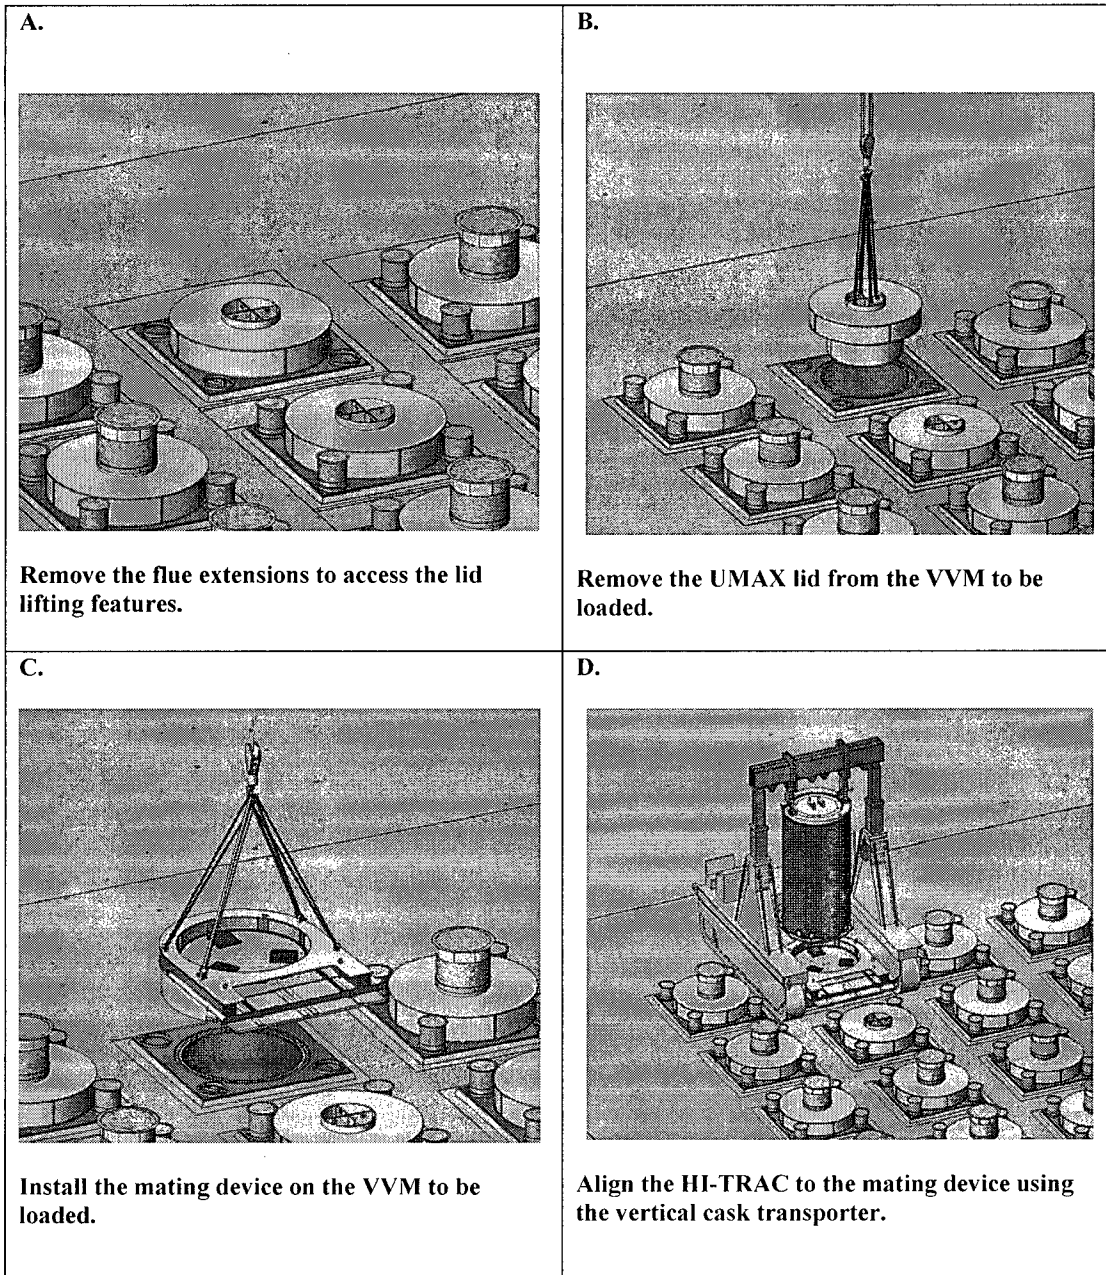 A.
B.
Remove the flue extensions to access the lid
lifting features.
Remove the UMAX lid from the VVM to be
loaded.
C.
D.
Install the mating device on the VVM to be
loaded.
Align the HI-TRAC to the mating device using
the vertical cask transporter.